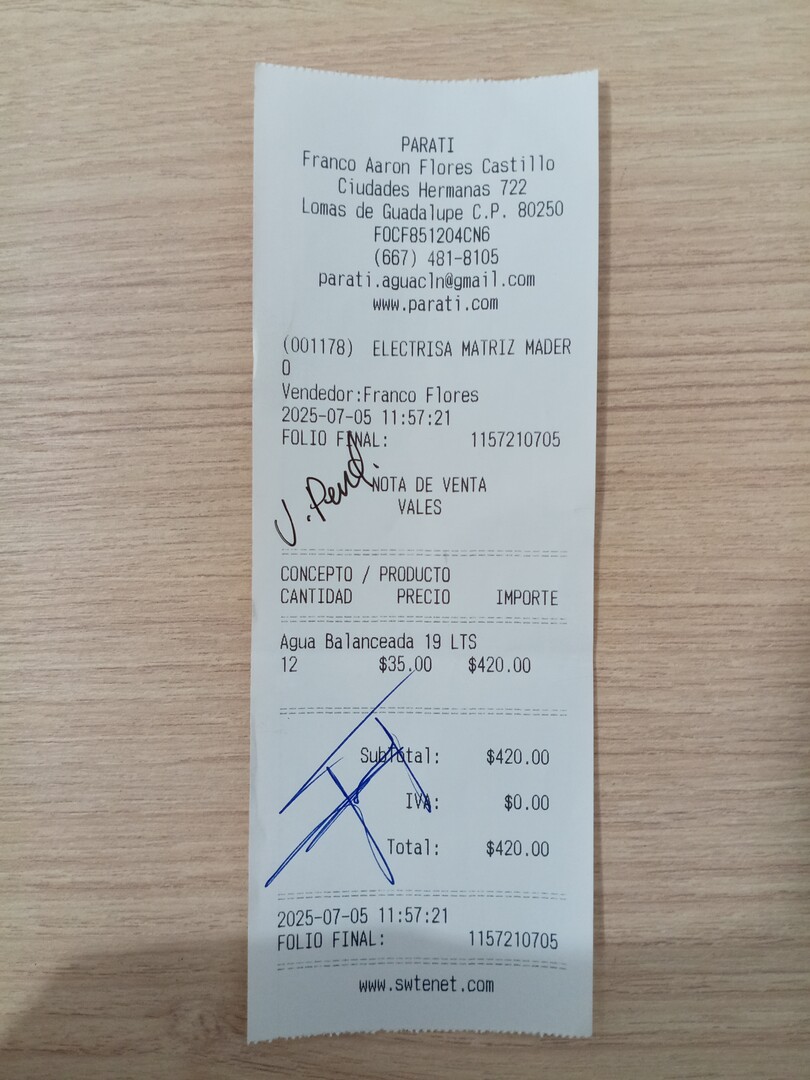 PARATI
Franco Aaron Flores Castillo
Ciudades Hermanas 722
Lomas de Guadalupe C.P. 80250
FOCF851204CN6
(667) 481-8105
parati.aguacln@gmail.com
www.parati.com
(001178) ELECTRISA MATRIZ MADER
O
Vendedor:Franco Flores
2025-07-05 11:57:21
FOLIO FINAL: 1157210705
NOTA DE VENTA
VALES
CONCEPTO / PRODUCTO
CANTIDAD PRECIO IMPORTE
Agua Balanceada 19 LTS
12 $35.00 $420.00
SubTotal: $420.00
IVA: $0.00
Total: $420.00
2025-07-05 11:57:21
FOLIO FINAL: 1157210705
www.swtenet.com